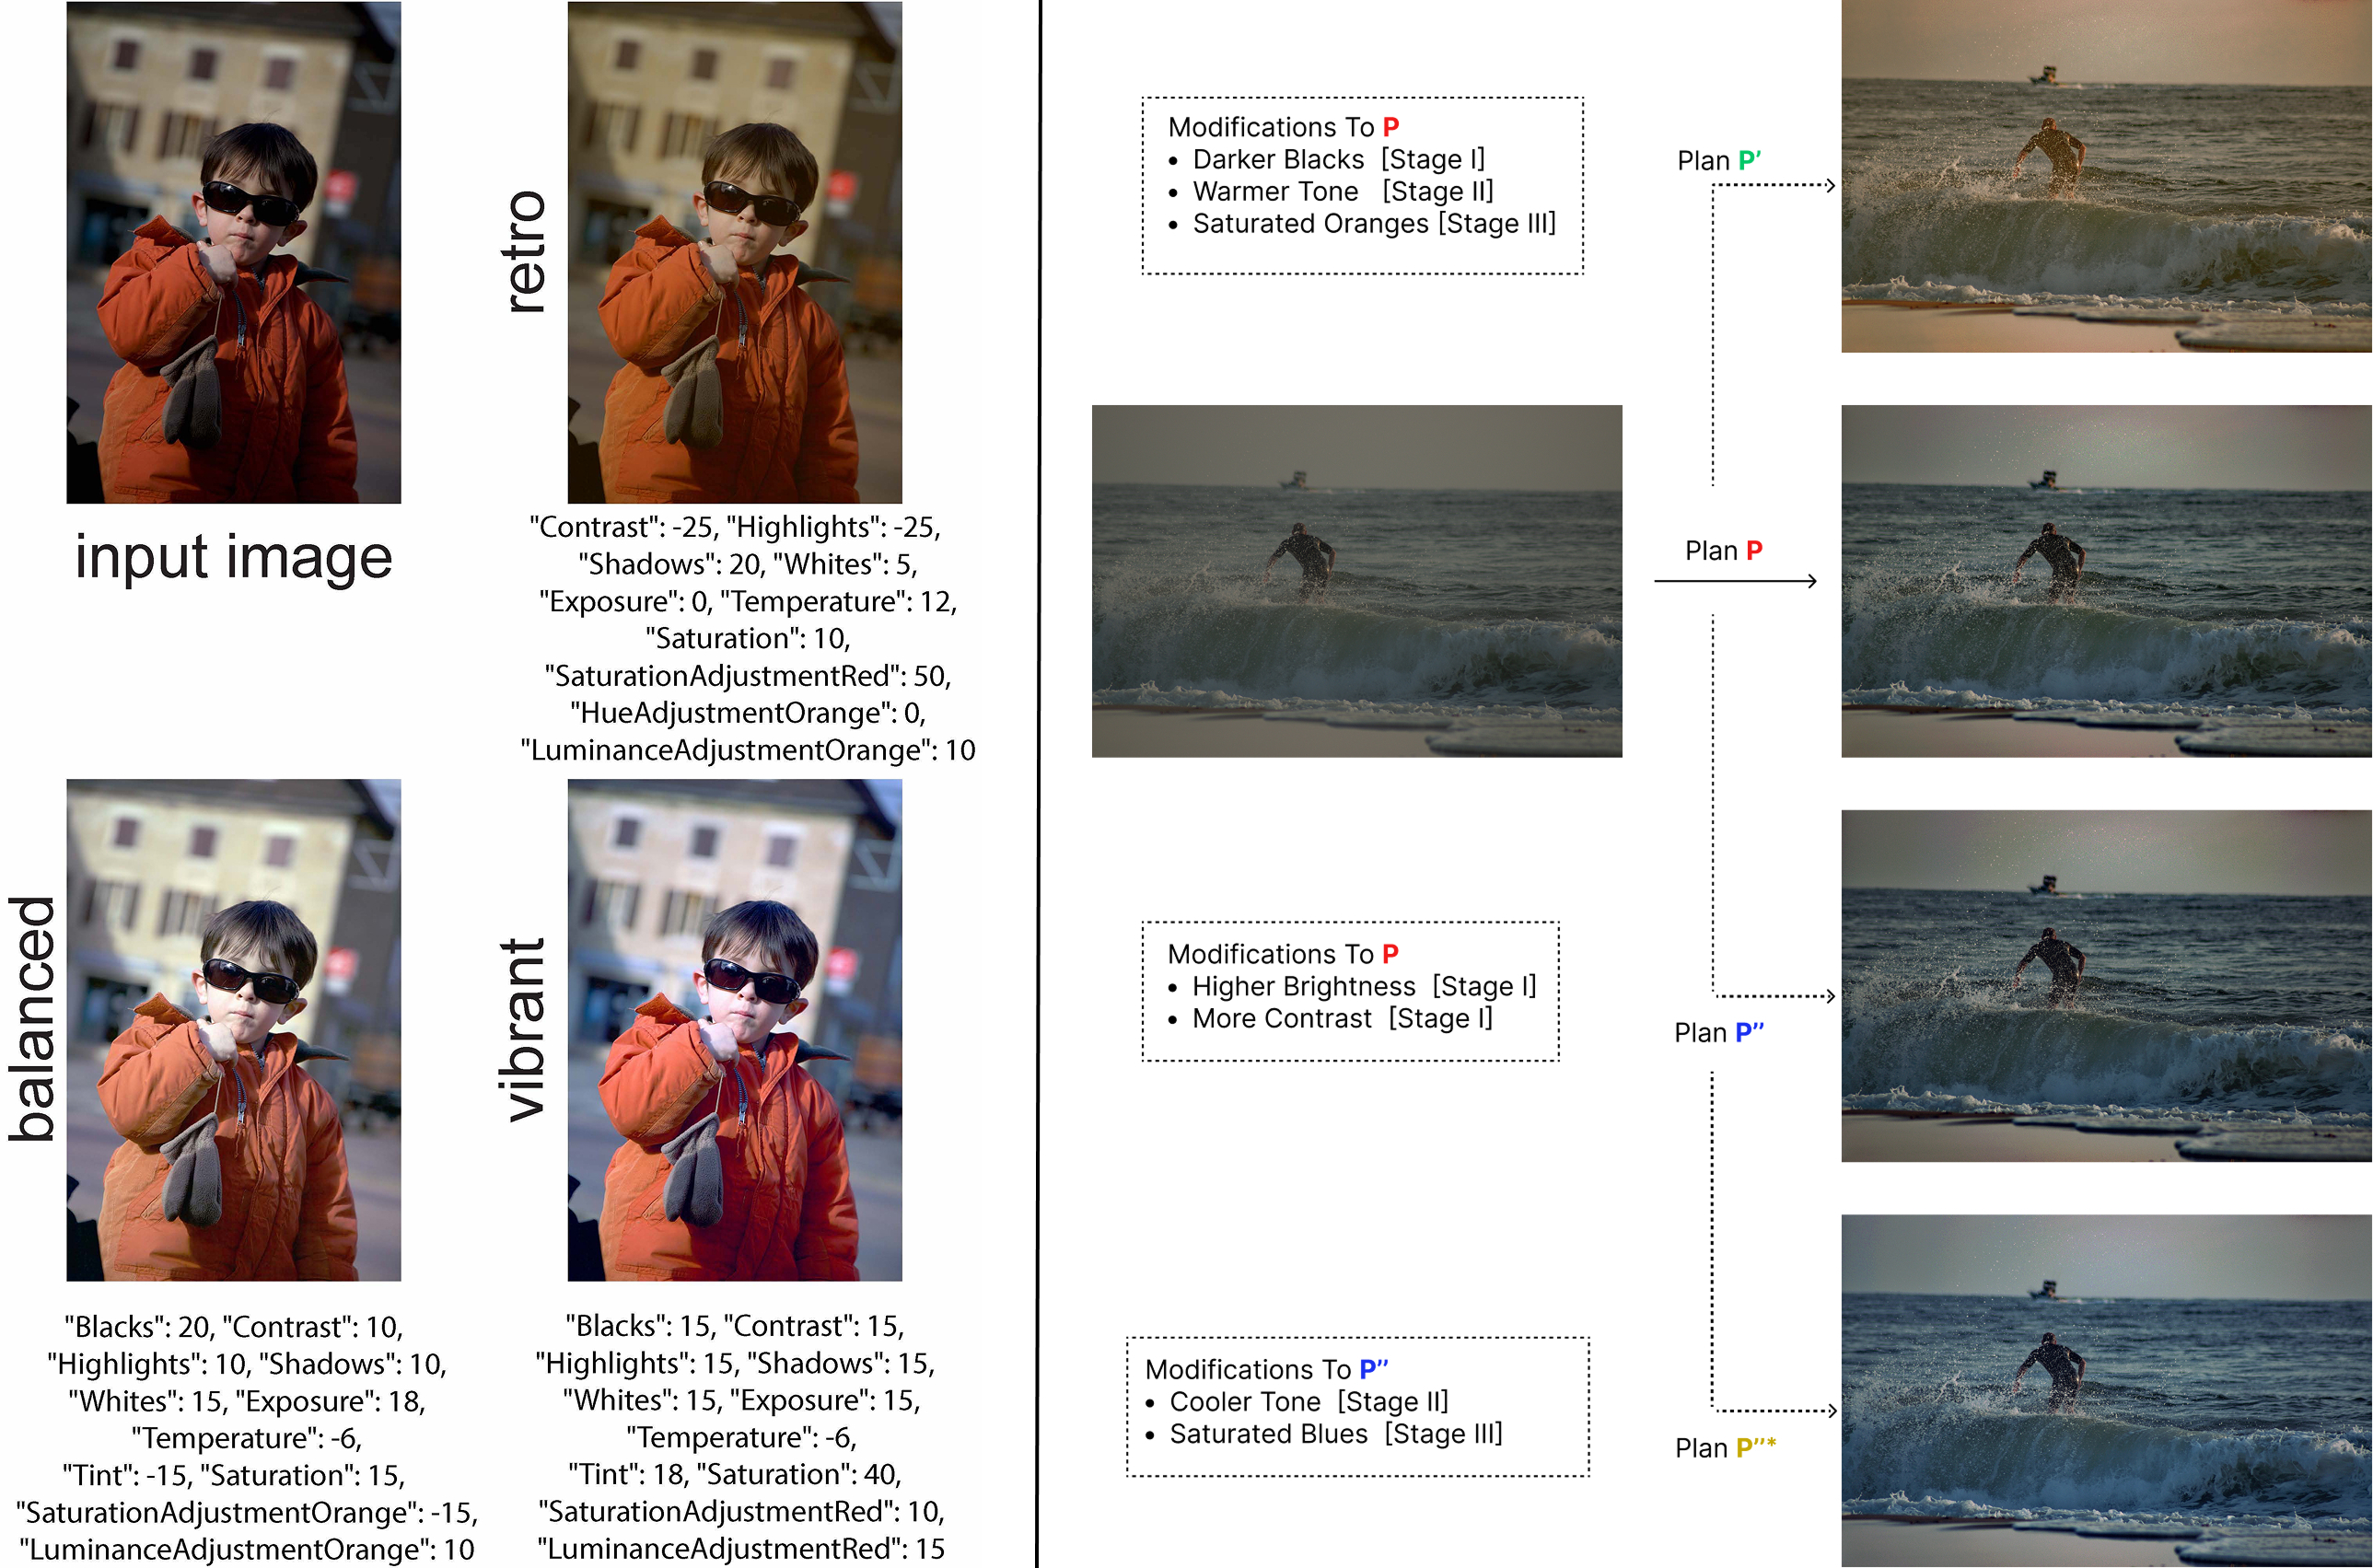 input image
retro
"Contrast": -25, "Highlights": -25,
"Shadows": 20, "Whites": 5,
"Exposure": 0, "Temperature": 12,
"Saturation": 10,
"SaturationAdjustmentRed": 50,
"HueAdjustmentOrange": 0,
"LuminanceAdjustmentOrange": 10
balanced
"Blacks": 20, "Contrast": 10,
"Highlights": 10, "Shadows": 10,
"Whites": 15, "Exposure": 18,
"Temperature": -6,
"Tint": -15, "Saturation": 15,
"SaturationAdjustmentOrange": -15,
"LuminanceAdjustmentOrange": 10
vibrant
"Blacks": 15, "Contrast": 15,
"Highlights": 15, "Shadows": 15,
"Whites": 15, "Exposure": 15,
"Temperature": -6,
"Tint": 18, "Saturation": 40,
"SaturationAdjustmentRed": 10,
"LuminanceAdjustmentRed": 15
Modifications To P
• Darker Blacks [Stage I]
• Warmer Tone [Stage II]
• Saturated Oranges [Stage III]
Plan P’
Plan P
Modifications To P
• Higher Brightness [Stage I]
• More Contrast [Stage I]
Plan P’’
Modifications To P’’
• Cooler Tone [Stage II]
• Saturated Blues [Stage III]
Plan P’’*